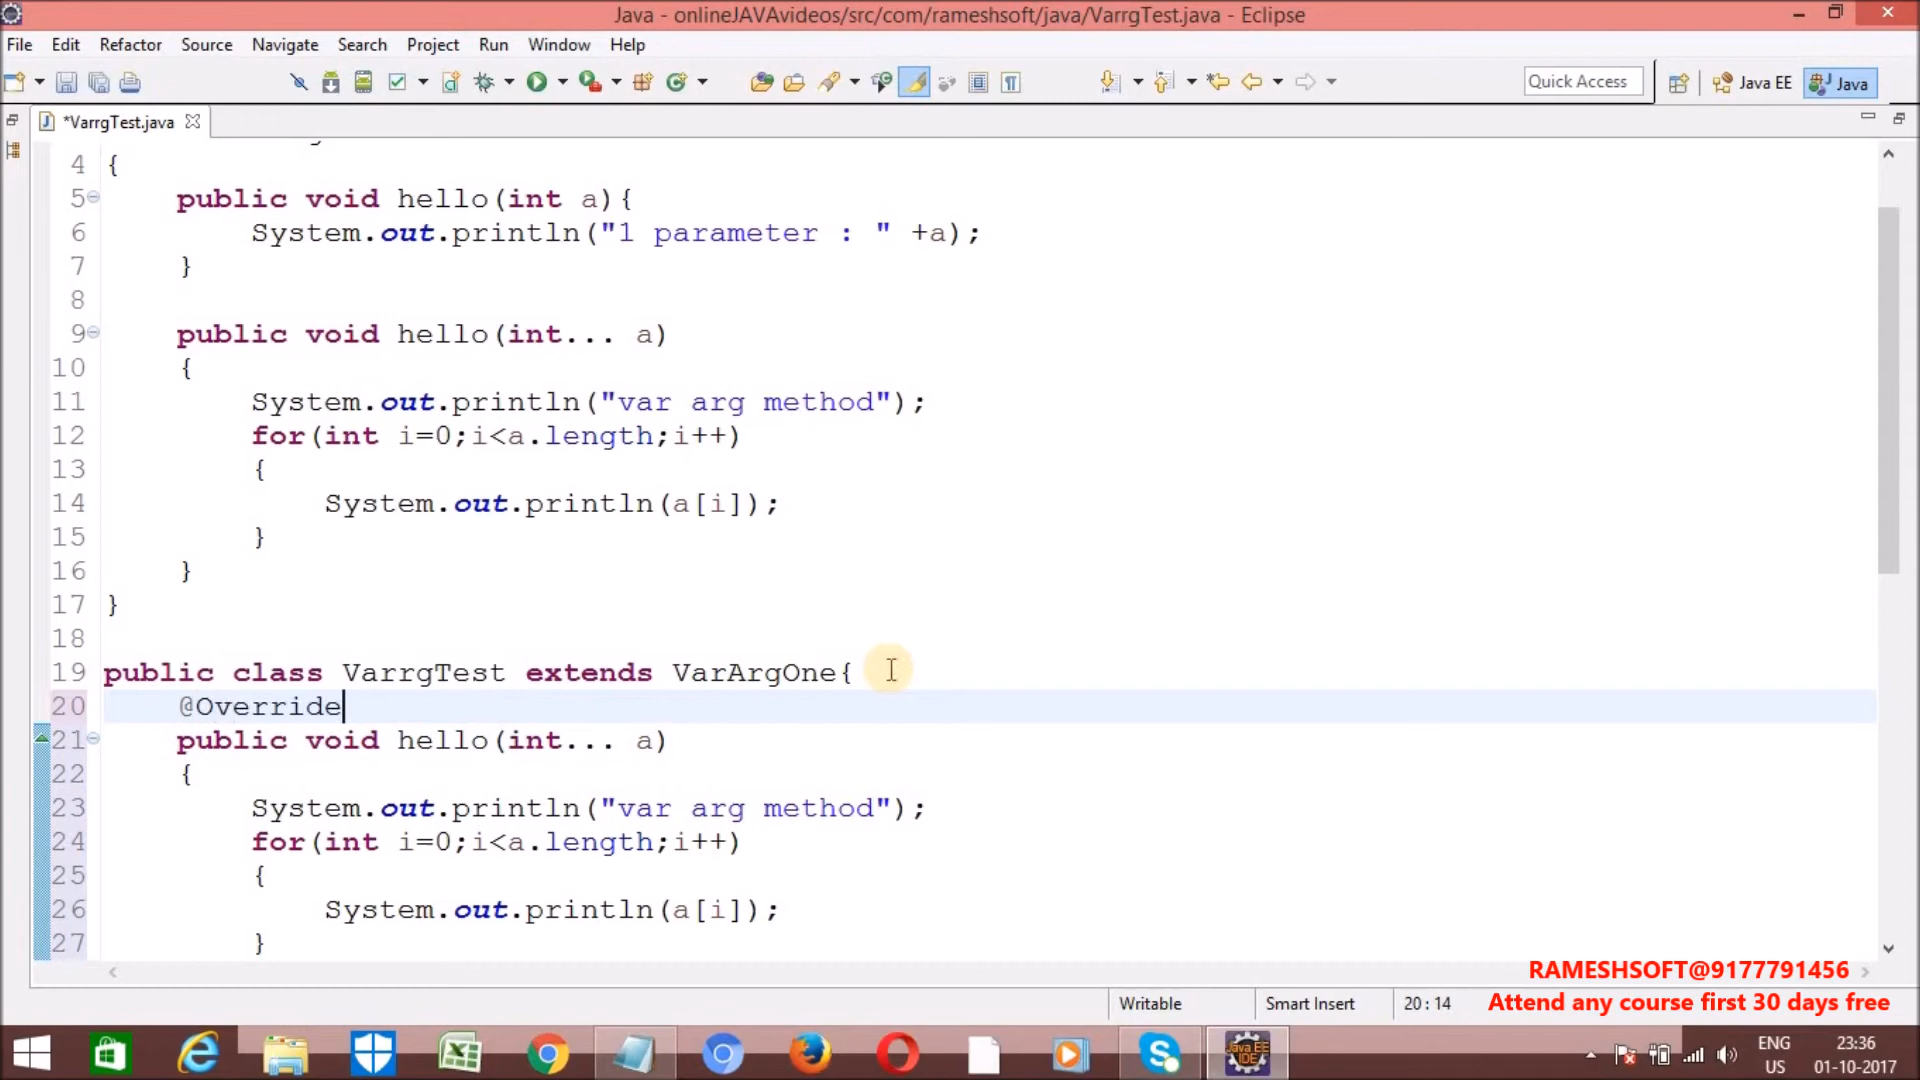 Java - onlineJAVAvideos/src/com/rameshsoft/java/VarrgTest.java - Eclipse
File Edit Refactor Source Navigate Search Project Run Window Help
Quick Access Java EE Java
*VarrgTest.java
4 {
5 public void hello(int a){
6 System.out.println("1 parameter : " +a);
7 }
8
9 public void hello(int... a)
10 {
11 System.out.println("var arg method");
12 for(int i=0;i<a.length;i++)
13 {
14 System.out.println(a[i]);
15 }
16 }
17 }
18
19 public class VarrgTest extends VarArgOne{
20 @Override
21 public void hello(int... a)
22 {
23 System.out.println("var arg method");
24 for(int i=0;i<a.length;i++)
25 {
26 System.out.println(a[i]);
27 }
RAMESHSOFT@9177791456
Writable Smart Insert 20 : 14 Attend any course first 30 days free
Java EE
IDE
ENG 23:36
US 01-10-2017